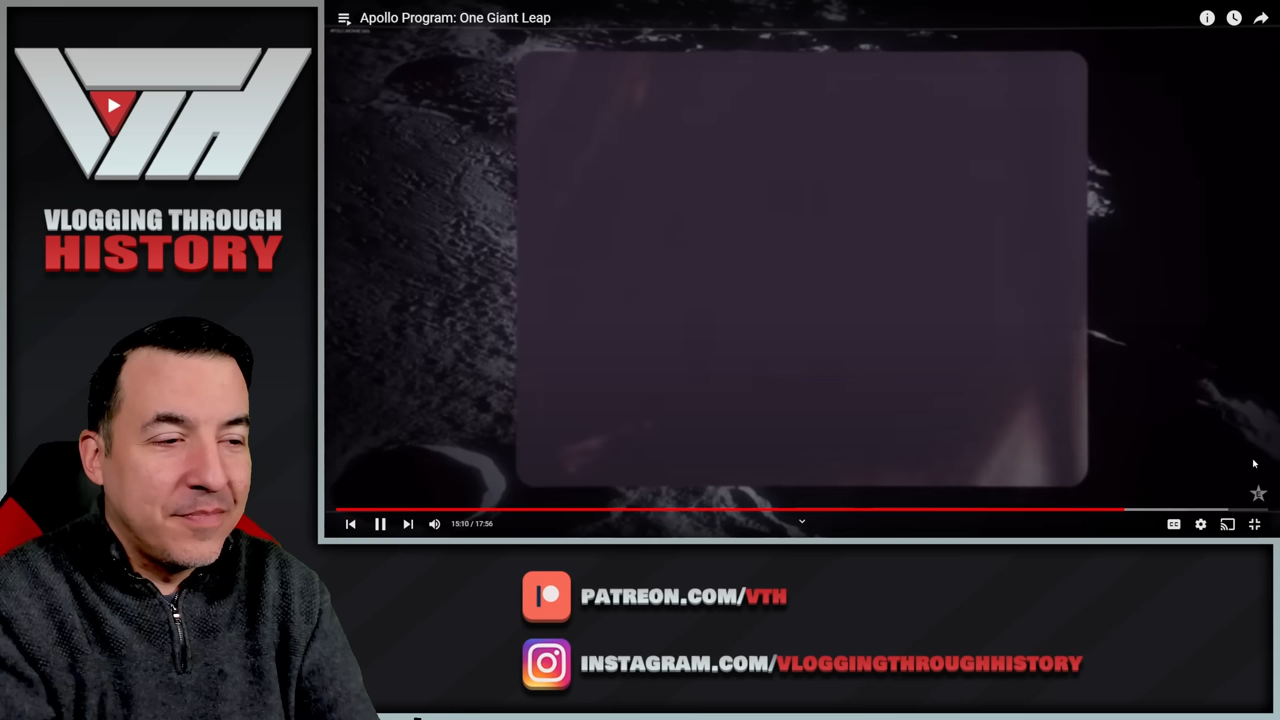 Apollo Program: One Giant Leap
VTH
VLOGGING THROUGH
HISTORY
15:10 / 17:56
CC
PATREON.COM/VTH
INSTAGRAM.COM/VLOGGINGTHROUGHHISTORY